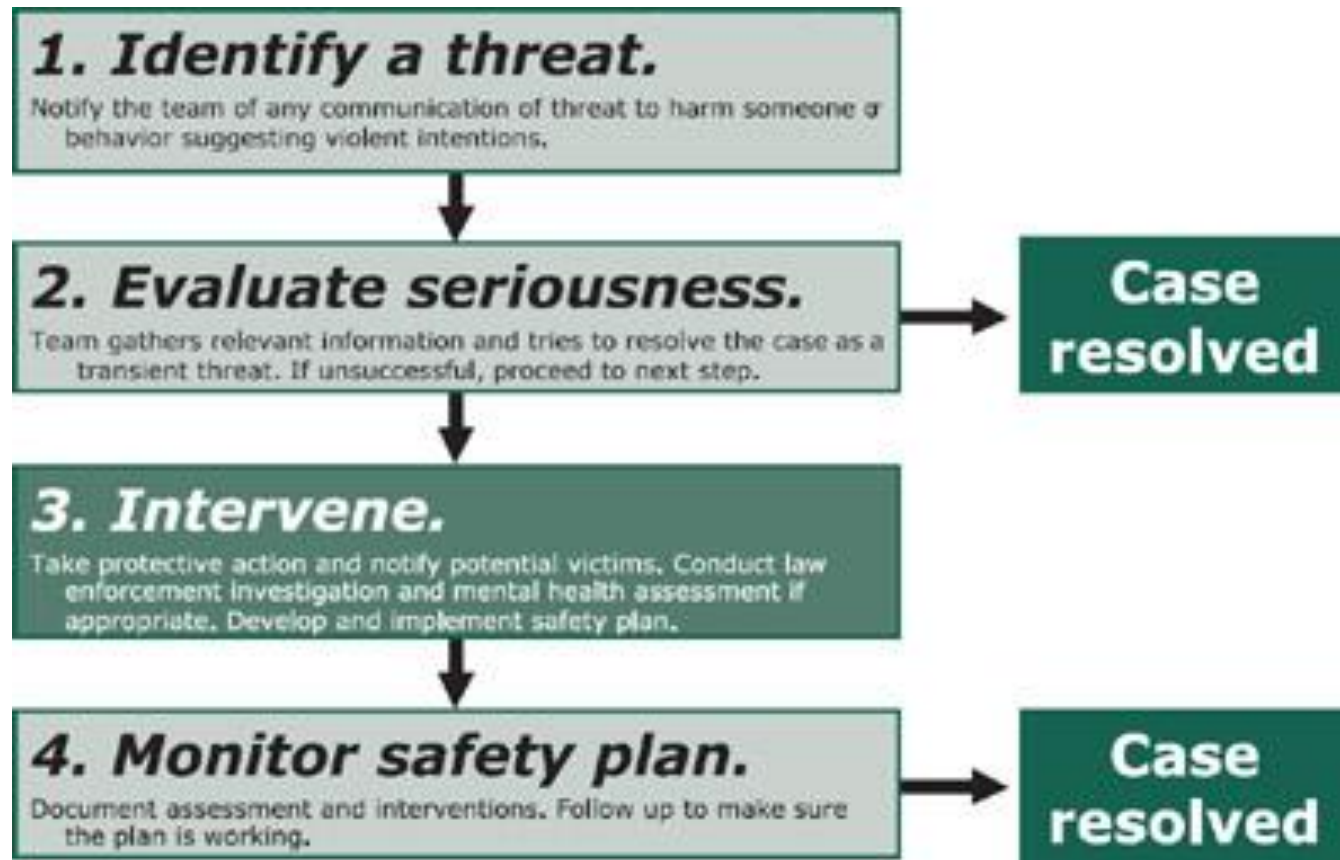 1. Identify a threat.
Notify the team of any communication of threat to harm someone or
behavior suggesting violent intentions.
2. Evaluate seriousness.
Team gathers relevant information and tries to resolve the case as a
transient threat. If unsuccessful, proceed to next step.
Case
resolved
3. Intervene.
Take protective action and notify potential victims. Conduct law
enforcement investigation and mental health assessment if
appropriate. Develop and implement safety plan.
4. Monitor safety plan.
Document assessment and interventions. Follow up to make sure
the plan is working.
Case
resolved